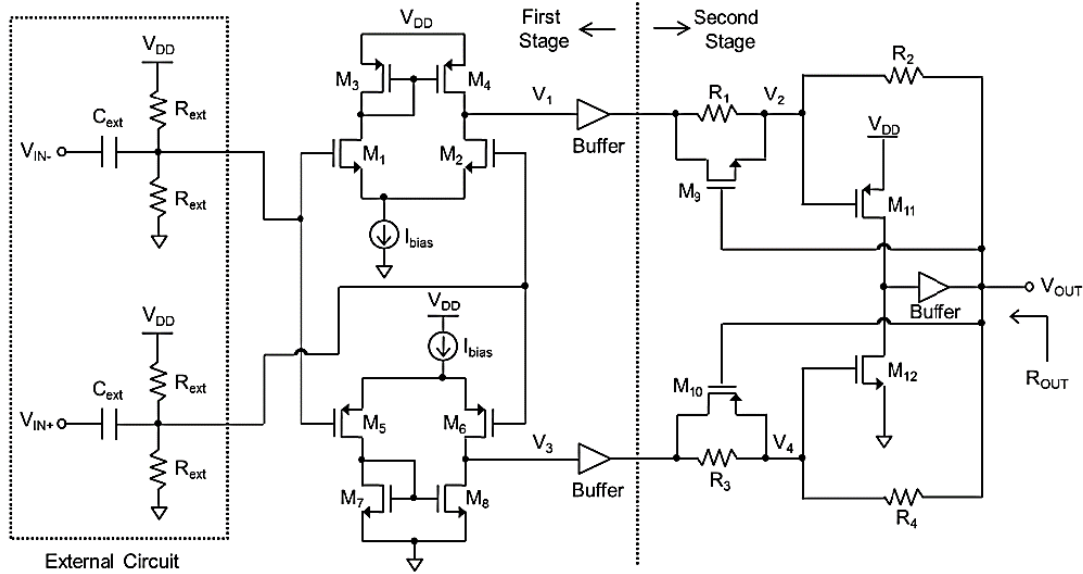 First Stage
Second Stage
V_DD
V_DD
M_3
M_4
V_1
Buffer
R_1
V_2
R_2
V_DD
C_ext
R_ext
V_IN-
R_ext
M_1
M_2
M_9
M_11
I_bias
V_DD
V_DD
I_bias
Buffer
V_OUT
C_ext
R_ext
V_IN+
R_ext
M_5
M_6
M_10
M_12
R_OUT
V_3
Buffer
R_3
V_4
R_4
M_7
M_8
External Circuit